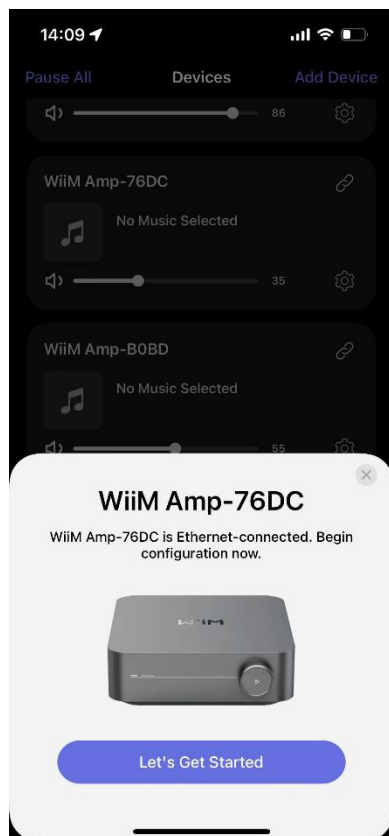 14:09
Pause All
Devices
Add Device
86
WiiM Amp-76DC
No Music Selected
35
WiiM Amp-B0BD
No Music Selected
55
WiiM Amp-76DC
WiiM Amp-76DC is Ethernet-connected. Begin
configuration now.
WiiM
Let's Get Started